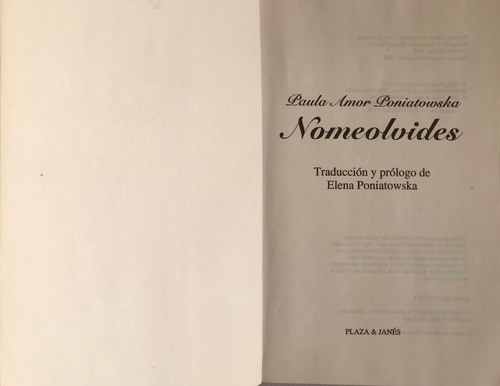 Paula Amor Poniatowska
Nomeolvides
Traducción y prólogo de
Elena Poniatowska
PLAZA & JANÉS